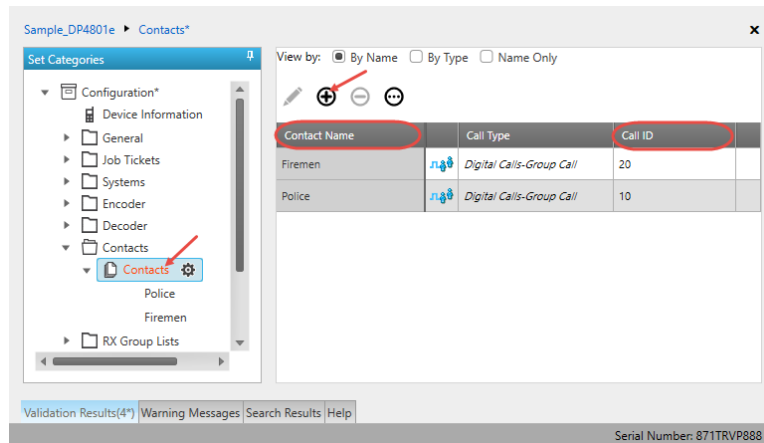 Sample_DP4801e Contacts*
x
Set Categories
View by: By Name By Type Name Only
Configuration*
Device Information
General
Job Tickets
Systems
Encoder
Decoder
Contacts
Contacts
Police
Firemen
RX Group Lists
Contact Name Call Type Call ID
Firemen Digital Calls-Group Call 20
Police Digital Calls-Group Call 10
Validation Results(4*) Warning Messages Search Results Help
Serial Number: 871TRVP888